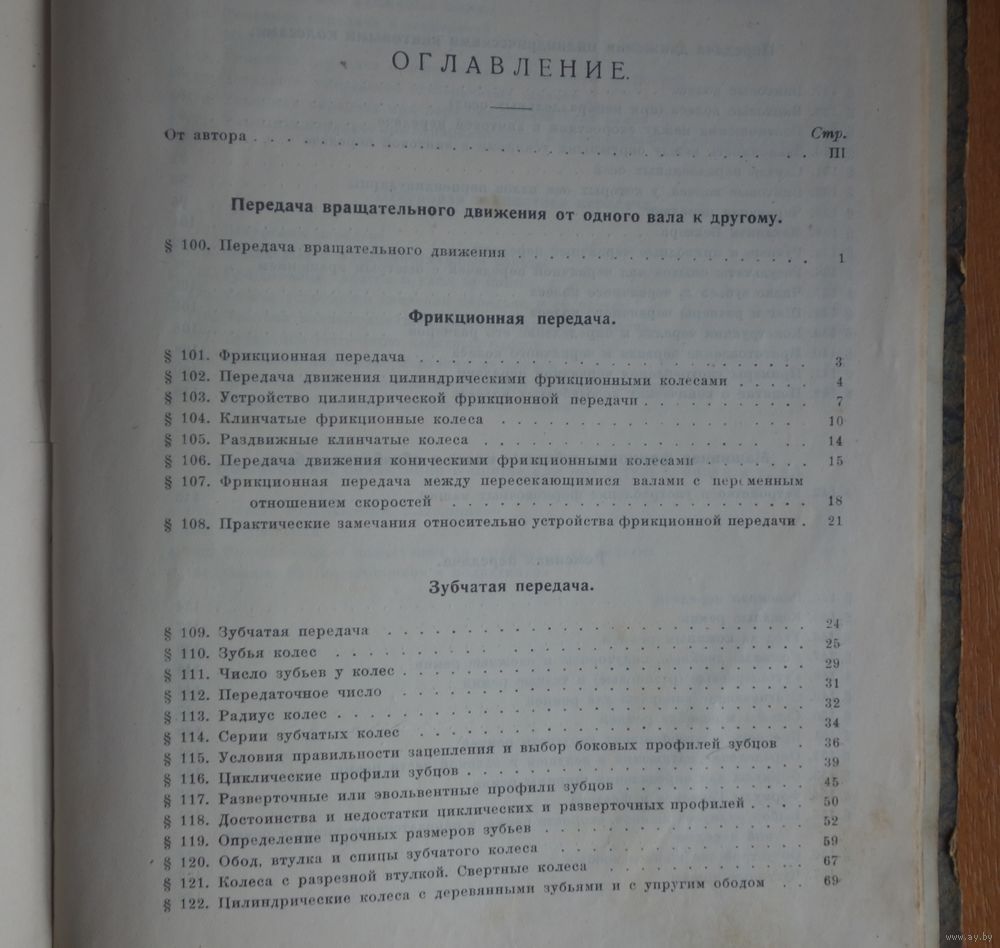 ОГЛАВЛЕНИЕ.
Стр.
От автора . . . . . . . . . . . . . . . . . . . . . . . . . . III
Передача вращательного движения от одного вала к другому.
§ 100. Передача вращательного движения . . . . . . . . . . . . . . 1
Фрикционная передача.
§ 101. Фрикционная передача . . . . . . . . . . . . . . . . . . 3
§ 102. Передача движения цилиндрическими фрикционными колесами . . . . 4
§ 103. Устройство цилиндрической фрикционной передачи . . . . . . . . 7
§ 104. Клинчатые фрикционные колеса . . . . . . . . . . . . . . . 10
§ 105. Раздвижные клинчатые колеса . . . . . . . . . . . . . . . 14
§ 106. Передача движения коническими фрикционными колесами . . . . . 15
§ 107. Фрикционная передача между пересекающимися валами с переменным
отношением скоростей . . . . . . . . . . . . . . . . . 18
§ 108. Практические замечания относительно устройства фрикционной передачи . 21
Зубчатая передача.
§ 109. Зубчатая передача . . . . . . . . . . . . . . . . . . . . 24
§ 110. Зубья колес . . . . . . . . . . . . . . . . . . . . . . 25
§ 111. Число зубьев у колес . . . . . . . . . . . . . . . . . . . 29
§ 112. Передаточное число . . . . . . . . . . . . . . . . . . . 31
§ 113. Радиус колес . . . . . . . . . . . . . . . . . . . . . . 32
§ 114. Серии зубчатых колес . . . . . . . . . . . . . . . . . . 34
§ 115. Условия правильности зацепления и выбор боковых профилей зубцов . 36
§ 116. Циклические профили зубцов . . . . . . . . . . . . . . . . 39
§ 117. Разверточные или эвольвентные профили зубцов . . . . . . . . . 45
§ 118. Достоинства и недостатки циклических и разверточных профилей . . . . 50
§ 119. Определение прочных размеров зубьев . . . . . . . . . . . . . 52
§ 120. Обод, втулка и спицы зубчатого колеса . . . . . . . . . . . . 59
§ 121. Колеса с разрезной втулкой. Свертные колеса . . . . . . . . . . 67
§ 122. Цилиндрические колеса с деревянными зубьями и с упругим ободом . . 69
www.ay.by